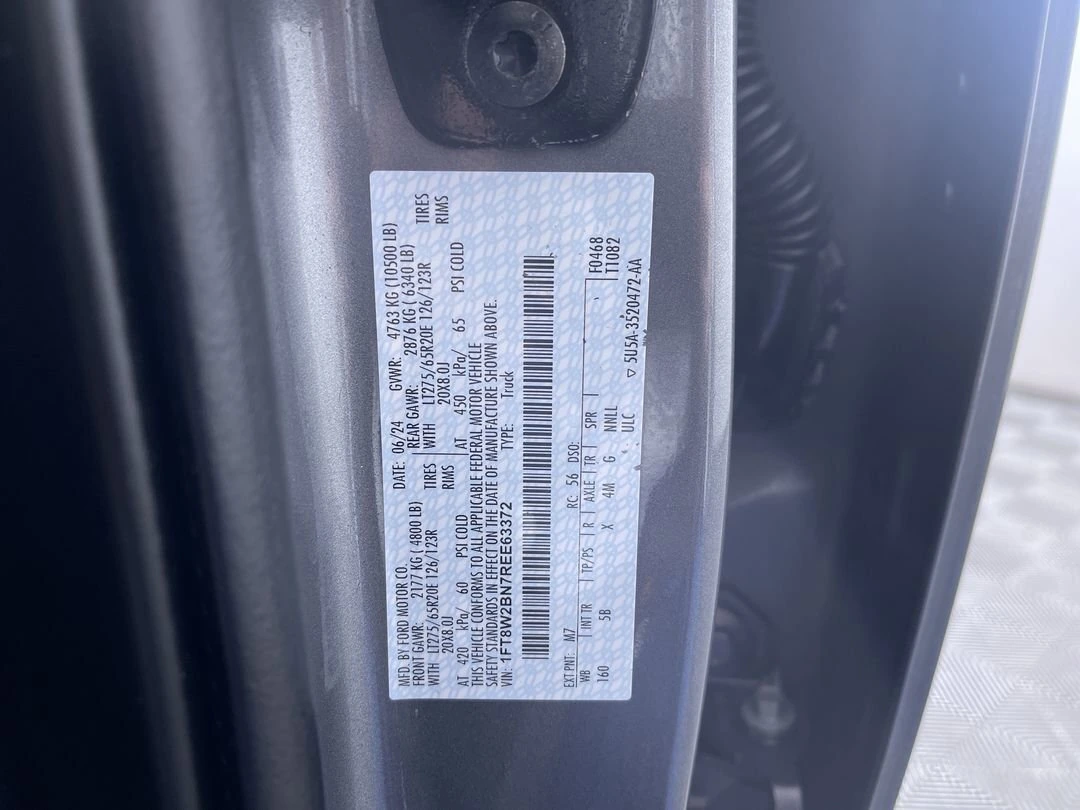 MFD. BY FORD MOTOR CO.
DATE: 06/24 GVWR: 4763 KG (10500 LB)
FRONT GAWR: 2177 KG ( 4800 LB) REAR GAWR: 2876 KG ( 6340 LB)
WITH LT275/65R20E 126/123R TIRES WITH LT275/65R20E 126/123R TIRES
20X8.0J RIMS 20X8.0J RIMS
AT 420 kPa/ 60 PSI COLD AT 450 kPa/ 65 PSI COLD
THIS VEHICLE CONFORMS TO ALL APPLICABLE FEDERAL MOTOR VEHICLE
SAFETY STANDARDS IN EFFECT ON THE DATE OF MANUFACTURE SHOWN ABOVE.
VIN: 1FT8W2BN7REE63372 TYPE: Truck
EXT PNT: M7 RC: 56 DSO: F0468
WB | INT TR | TP/PS | R | AXLE | TR | SPR T1082
160 5B X 4M G NNLL
ULC
▽ 5U5A-3520472-AA